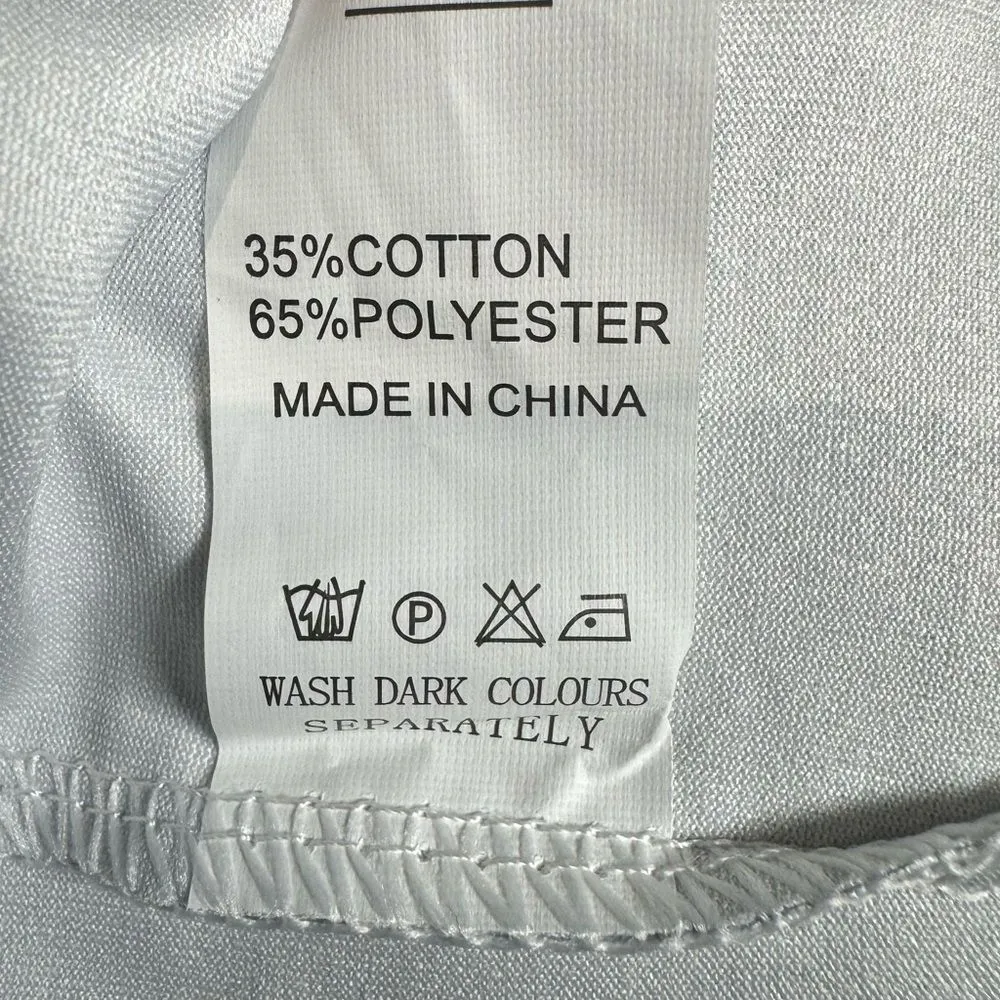 35%COTTON
65%POLYESTER
MADE IN CHINA
P
WASH DARK COLOURS
SEPARATELY